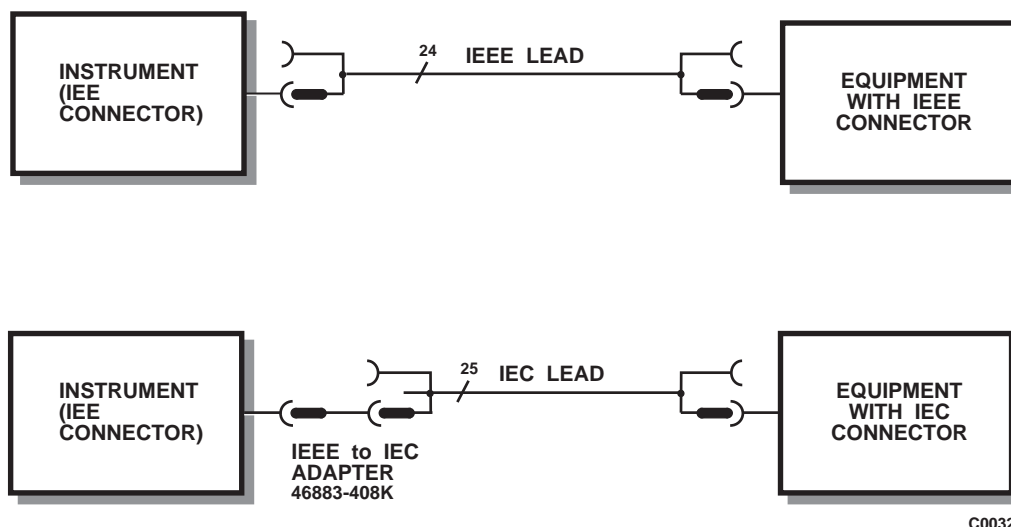 INSTRUMENT
(IEE
CONNECTOR)
24
IEEE LEAD
EQUIPMENT
WITH IEEE
CONNECTOR
INSTRUMENT
(IEE
CONNECTOR)
IEEE to IEC
ADAPTER
46883-408K
25
IEC LEAD
EQUIPMENT
WITH IEC
CONNECTOR
C0032